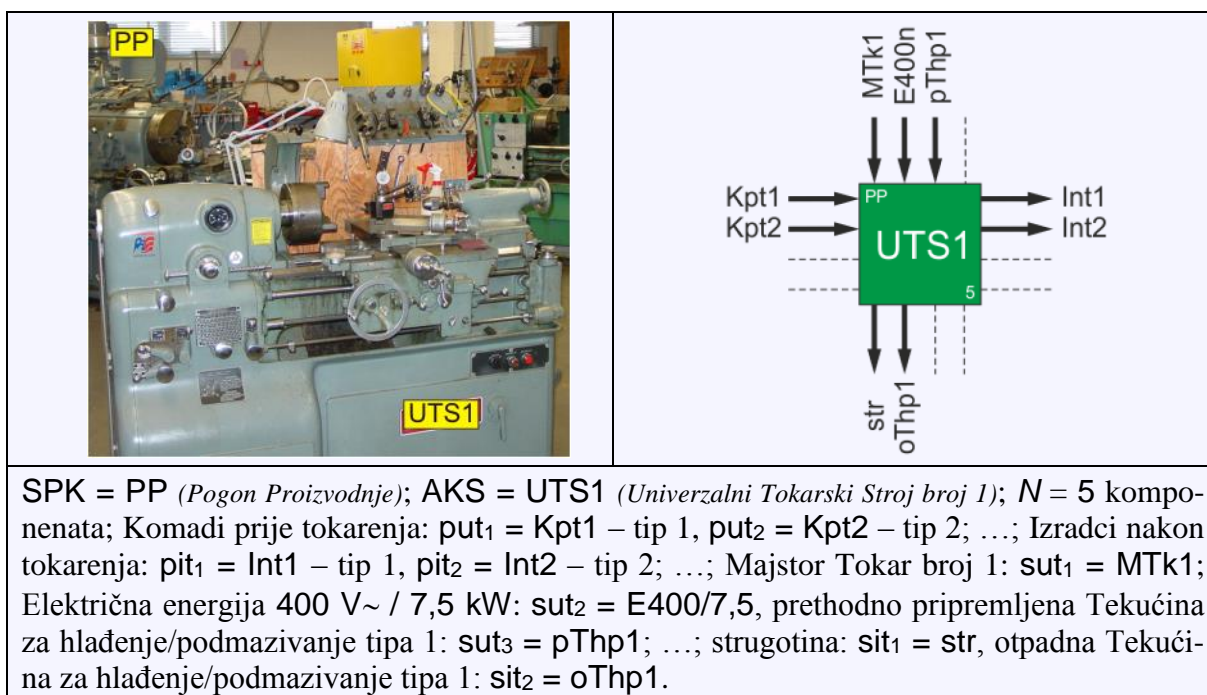 PP
UTS1
MTk1
E400n
pThp1
Kpt1
Kpt2
PP
UTS1
5
Int1
Int2
str
oThp1
SPK = PP (Pogon Proizvodnje); AKS = UTS1 (Univerzalni Tokarski Stroj broj 1); N = 5 kompo-
nenata; Komadi prije tokarenja: put₁ = Kpt1 – tip 1, put₂ = Kpt2 – tip 2; …; Izradci nakon
tokarenja: pit₁ = Int1 – tip 1, pit₂ = Int2 – tip 2; …; Majstor Tokar broj 1: sut₁ = MTk1;
Električna energija 400 V~ / 7,5 kW: sut₂ = E400/7,5, prethodno pripremljena Tekućina
za hlađenje/podmazivanje tipa 1: sut₃ = pThp1; …; strugotina: sit₁ = str, otpadna Tekući-
na za hlađenje/podmazivanje tipa 1: sit₂ = oThp1.